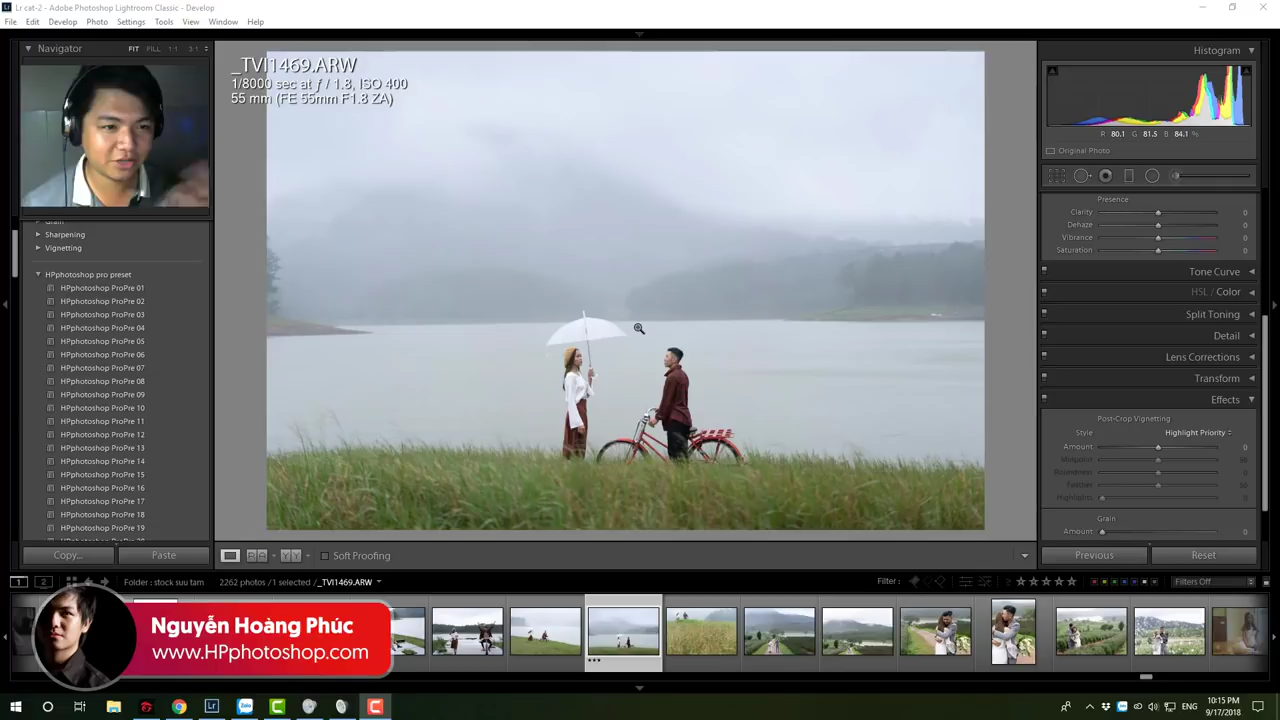 Lr cat-2 - Adobe Photoshop Lightroom Classic - Develop
File Edit Develop Photo Settings Tools View Window Help
Navigator FIT FILL 1:1 3:1
_TVI1469.ARW
1/8000 sec at ƒ / 1.8, ISO 400
55 mm (FE 55mm F1.8 ZA)
Grain
Sharpening
Vignetting
HPphotoshop pro preset
HPphotoshop ProPre 01
HPphotoshop ProPre 02
HPphotoshop ProPre 03
HPphotoshop ProPre 04
HPphotoshop ProPre 05
HPphotoshop ProPre 06
HPphotoshop ProPre 07
HPphotoshop ProPre 08
HPphotoshop ProPre 09
HPphotoshop ProPre 10
HPphotoshop ProPre 11
HPphotoshop ProPre 12
HPphotoshop ProPre 13
HPphotoshop ProPre 14
HPphotoshop ProPre 15
HPphotoshop ProPre 16
HPphotoshop ProPre 17
HPphotoshop ProPre 18
HPphotoshop ProPre 19
Copy... Paste
Soft Proofing
Histogram
R 80.1 G 81.5 B 84.1 %
Original Photo
Presence
Clarity 0
Dehaze 0
Vibrance 0
Saturation 0
Tone Curve
HSL / Color
Split Toning
Detail
Lens Corrections
Transform
Effects
Post-Crop Vignetting
Style Highlight Priority
Amount 0
Midpoint 50
Roundness 0
Feather 50
Highlights 0
Grain
Amount 0
Previous Reset
1 2 Folder : stock suu tam 2262 photos / 1 selected / _TVI1469.ARW Filter : Filters Off
Nguyễn Hoàng Phúc
www.HPphotoshop.com
10:15 PM
9/17/2018